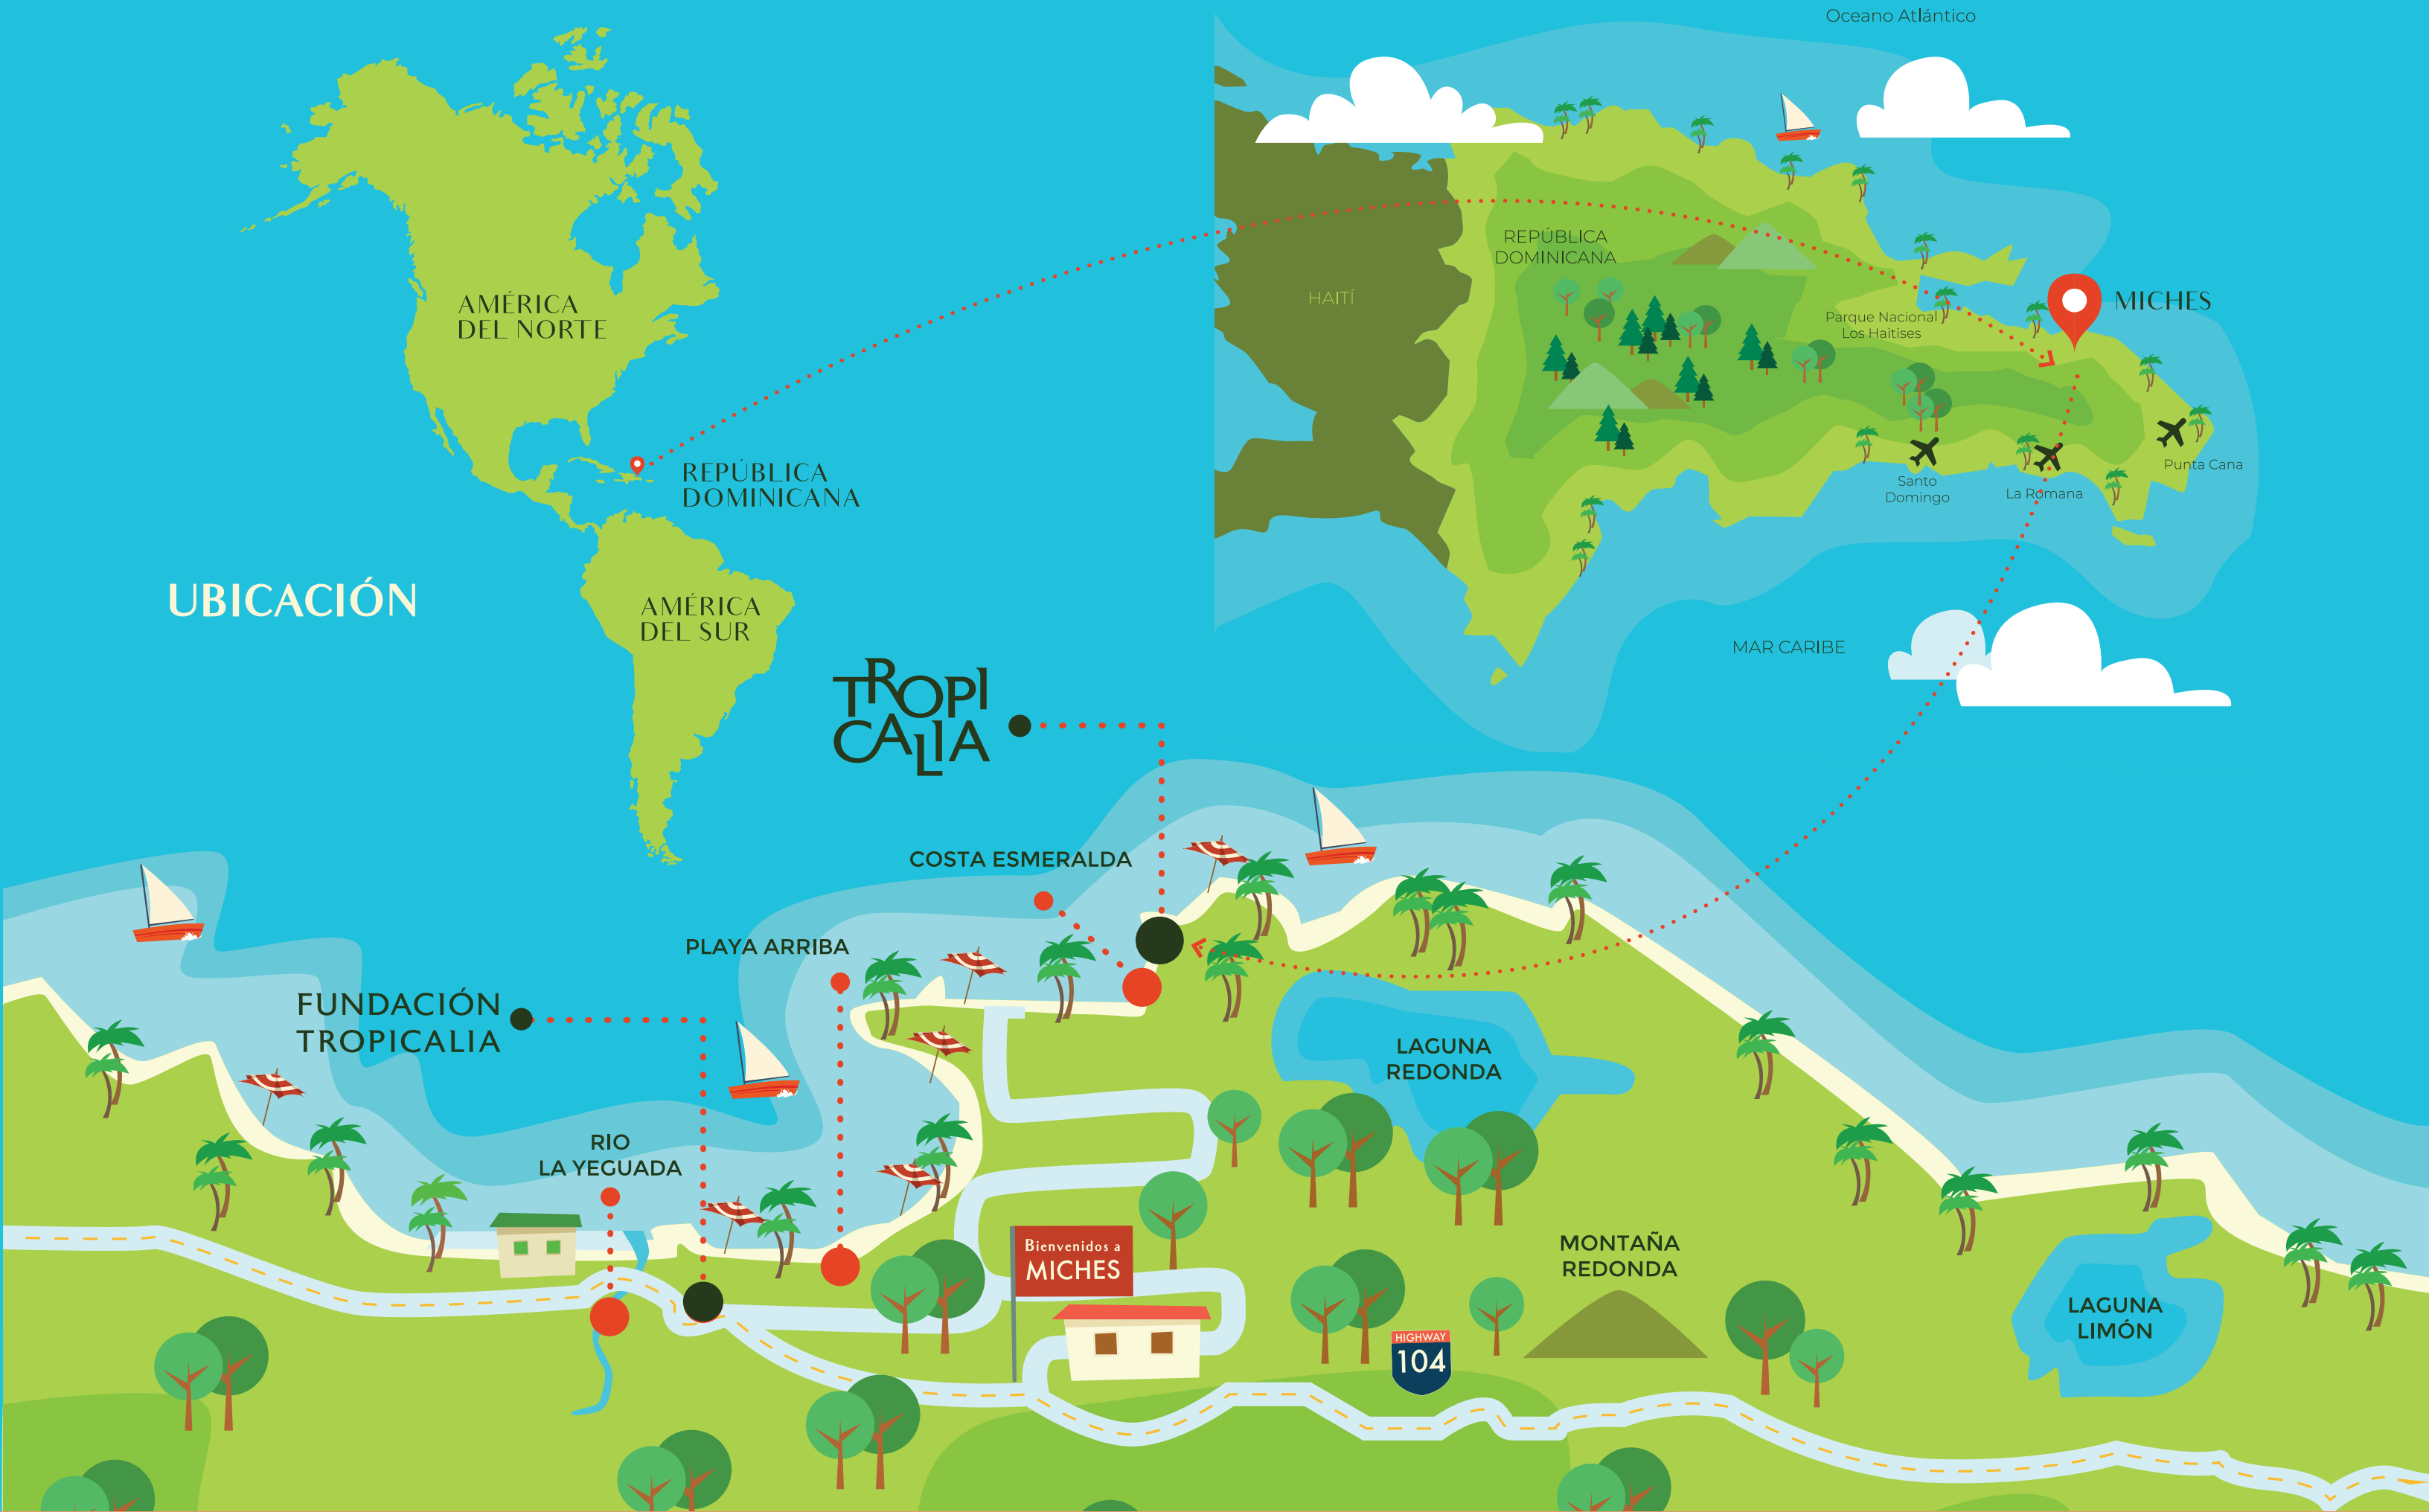 Oceano Atlántico
AMÉRICA
DEL NORTE
REPÚBLICA
DOMINICANA
UBICACIÓN
AMÉRICA
DEL SUR
HAITÍ
REPÚBLICA
DOMINICANA
Parque Nacional
Los Haitises
MICHES
Santo
Domingo
La Romana
Punta Cana
MAR CARIBE
TROPI
CALIA
COSTA ESMERALDA
PLAYA ARRIBA
FUNDACIÓN
TROPICALIA
RIO
LA YEGUADA
LAGUNA
REDONDA
Bienvenidos a
MICHES
MONTAÑA
REDONDA
HIGHWAY
104
LAGUNA
LIMÓN